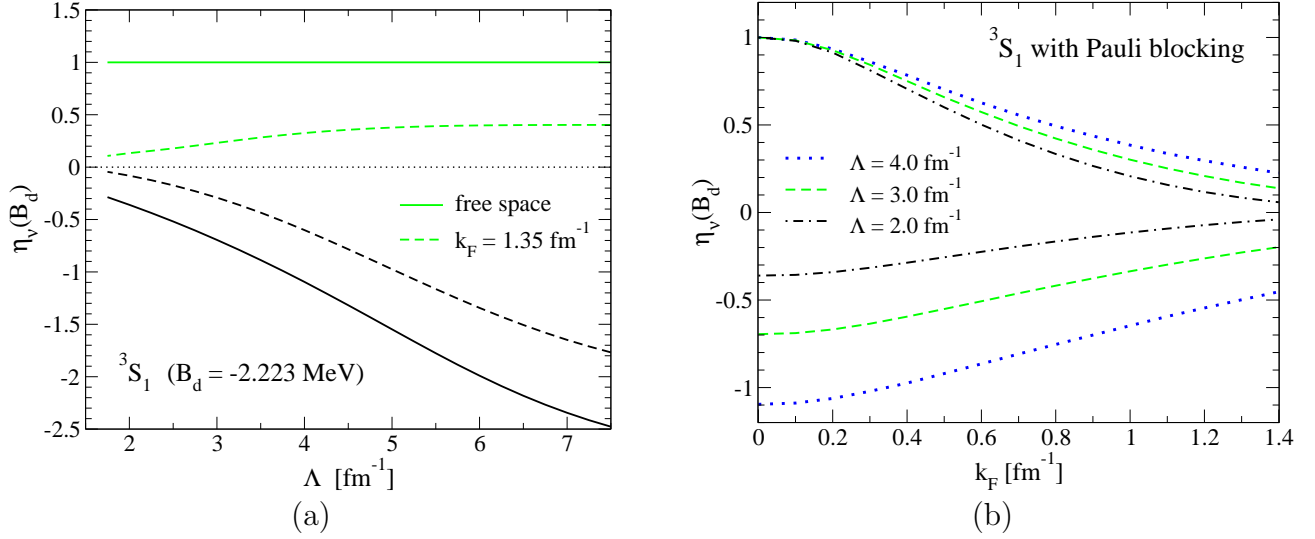 1.5
1
0.5
0
-0.5
-1
-1.5
-2
-2.5
η_ν(B_d)
free space
k_F = 1.35 fm^-1
^3S_1 (B_d = -2.223 MeV)
2 3 4 5 6 7
Λ [fm^-1]
(a)
1
0.5
0
-0.5
-1
η_ν(B_d)
^3S_1 with Pauli blocking
Λ = 4.0 fm^-1
Λ = 3.0 fm^-1
Λ = 2.0 fm^-1
0 0.2 0.4 0.6 0.8 1 1.2 1.4
k_F [fm^-1]
(b)